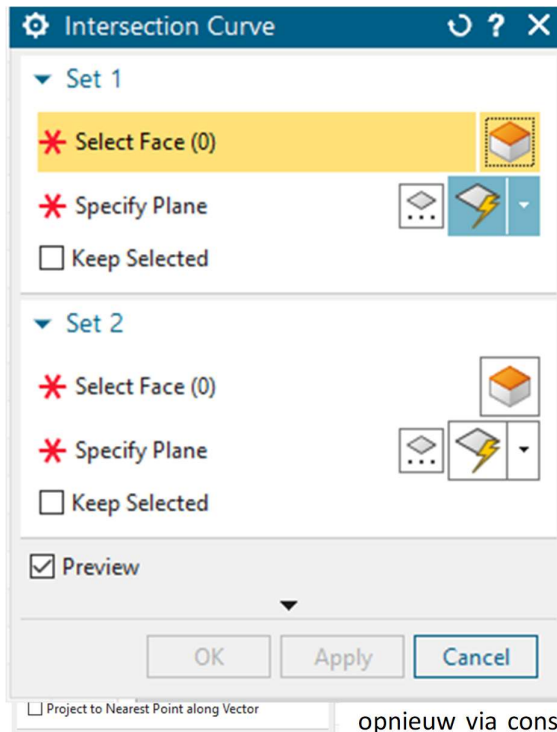 Intersection Curve
Set 1
Select Face (0)
Specify Plane
Keep Selected
Set 2
Select Face (0)
Specify Plane
Keep Selected
Preview
OK Apply Cancel
Project to Nearest Point along Vector
opnieuw via cons